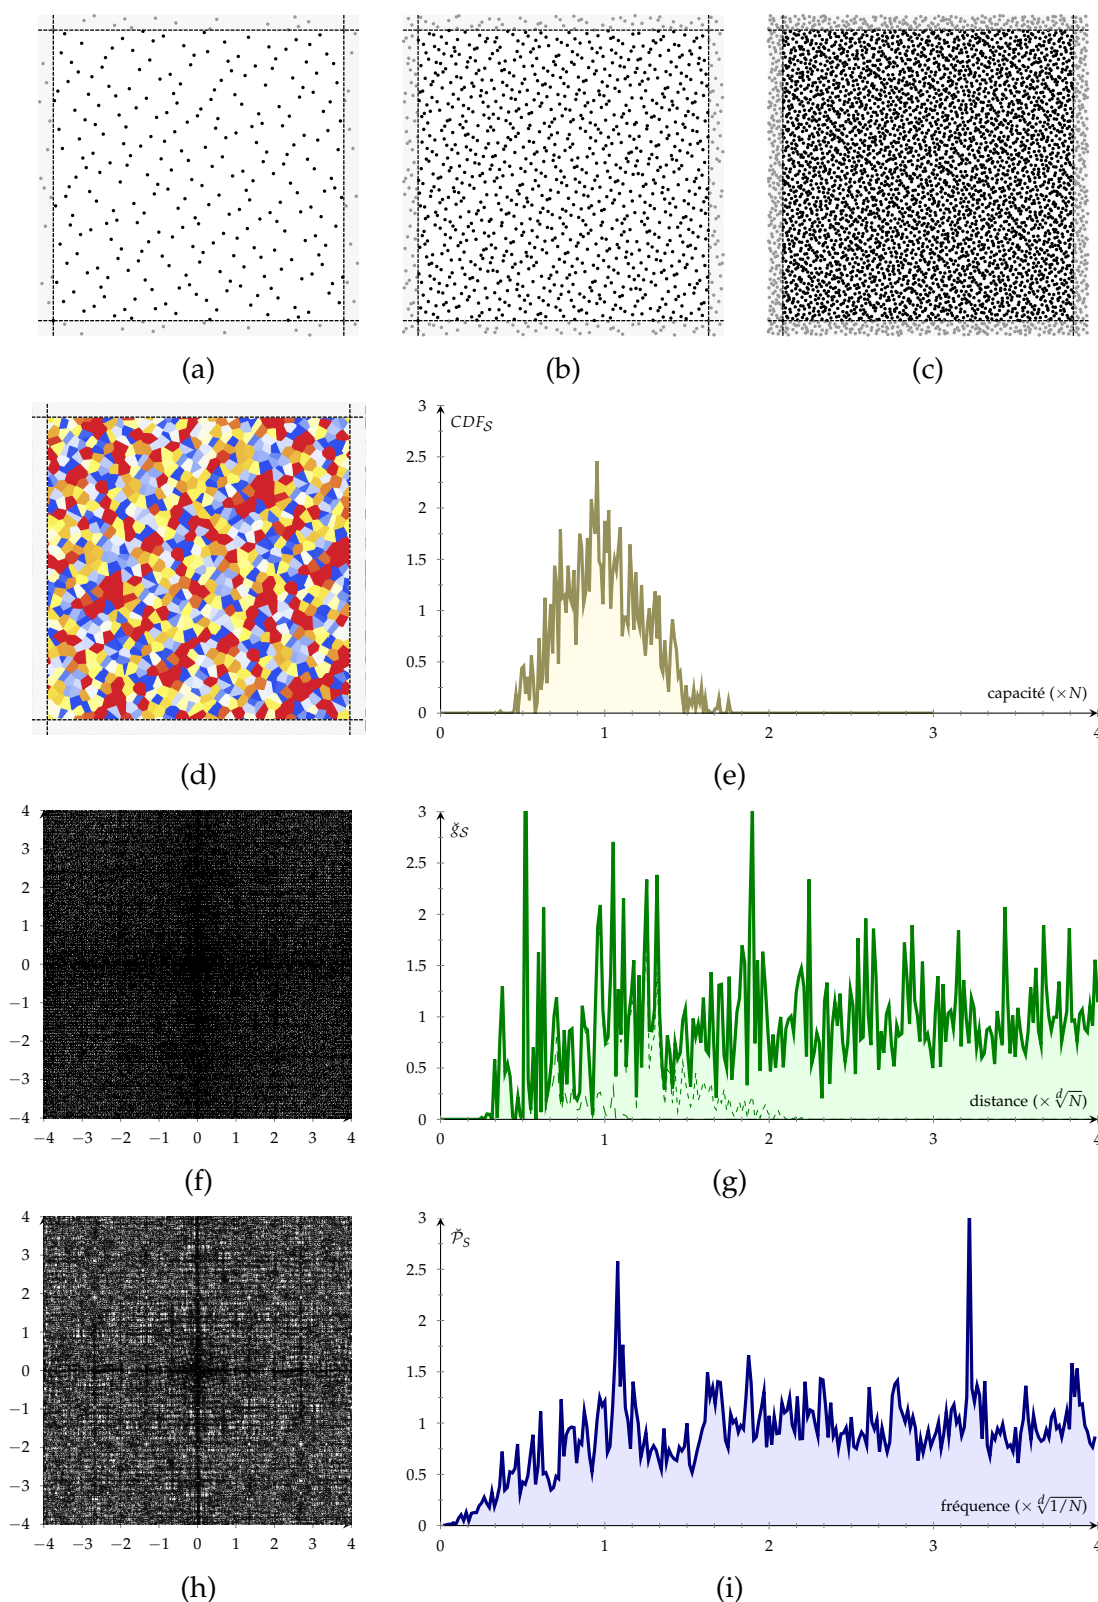 (a) (b) (c)
3
CDF_S
2.5
2
1.5
1
0.5
capacité (×N)
0
0 1 2 3 4
(d) (e)
4
3
2
1
0
−1
−2
−3
−4
−4 −3 −2 −1 0 1 2 3 4
3
ğ_S
2.5
2
1.5
1
0.5
distance (× ᵈ√N)
0
0 1 2 3 4
(f) (g)
4
3
2
1
0
−1
−2
−3
−4
−4 −3 −2 −1 0 1 2 3 4
3
P̌_S
2.5
2
1.5
1
0.5
fréquence (× ᵈ√1/N)
0
0 1 2 3 4
(h) (i)